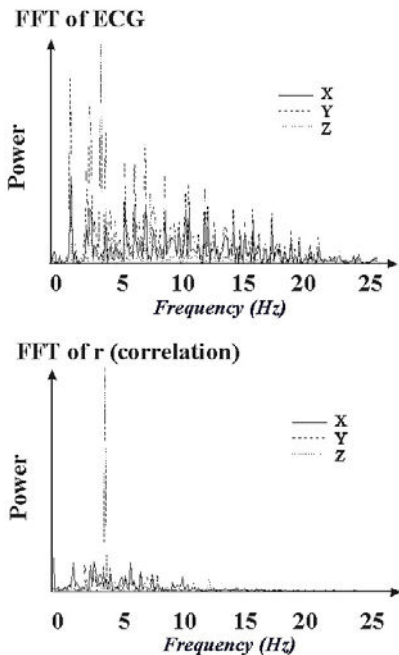 FFT of ECG
X
Y
Z
Power
0 5 10 15 20 25
Frequency (Hz)
FFT of r (correlation)
X
Y
Z
Power
0 5 10 15 20 25
Frequency (Hz)